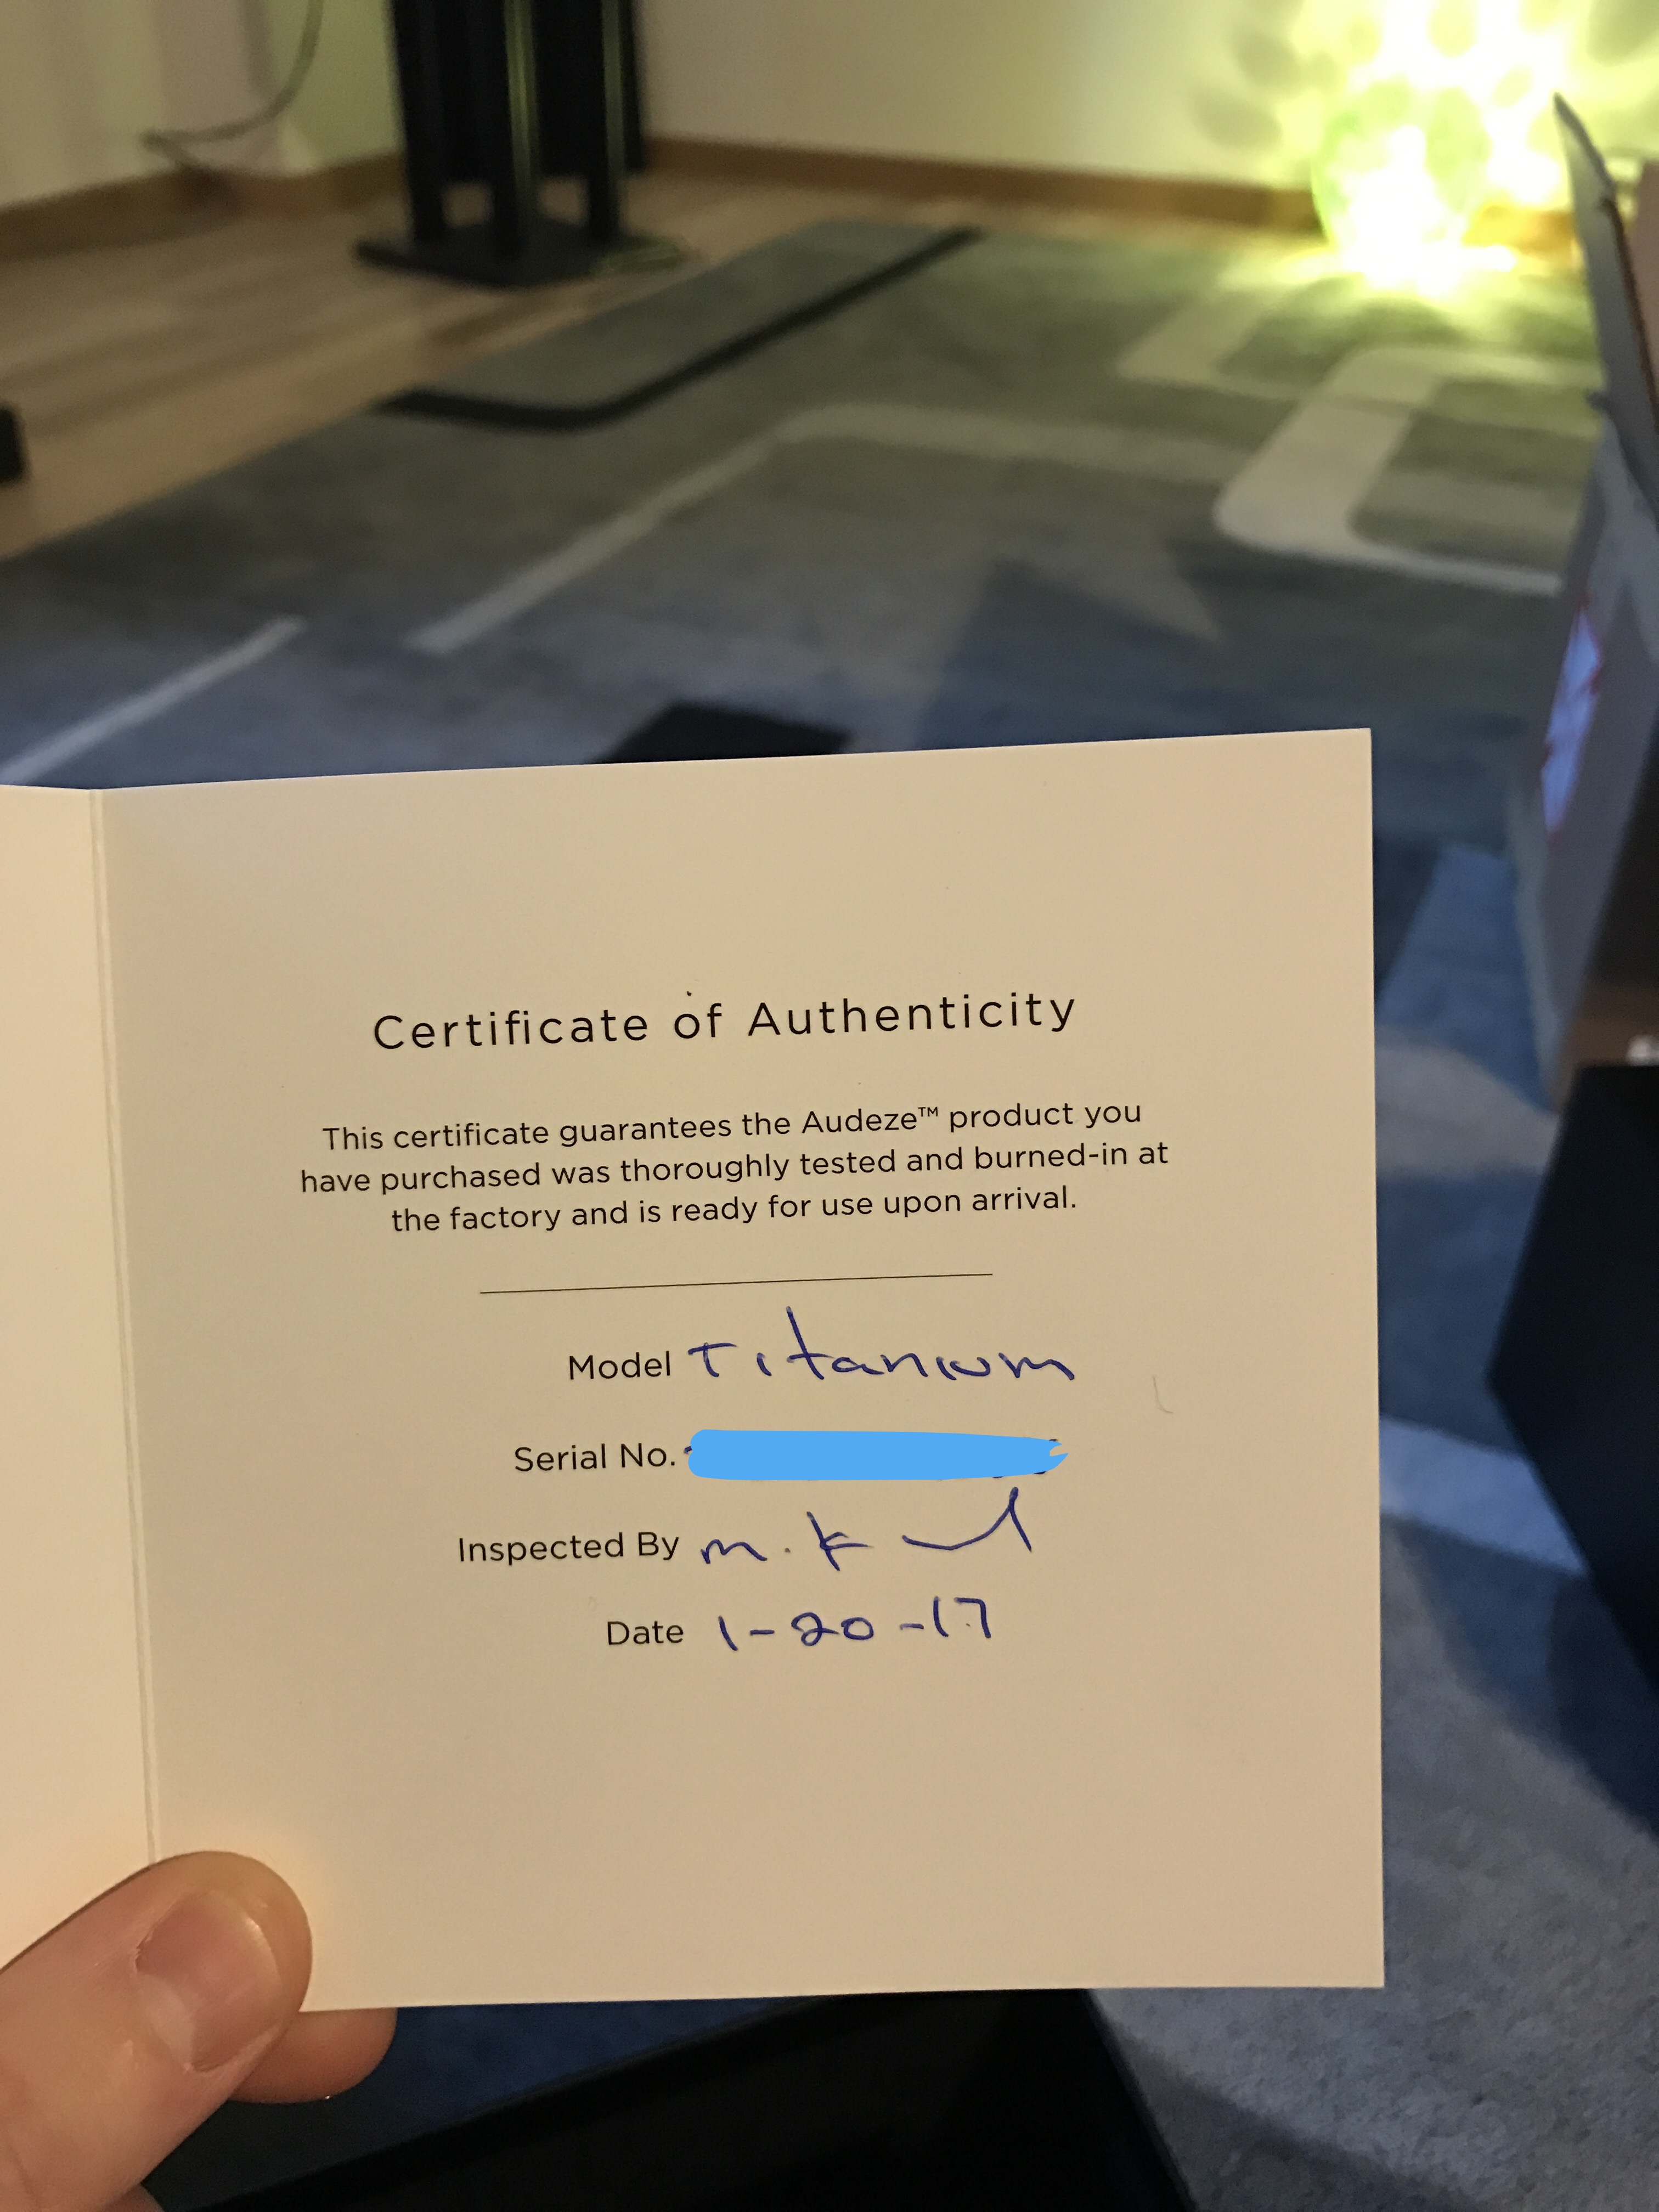 Certificate of Authenticity
This certificate guarantees the Audeze™ product you
have purchased was thoroughly tested and burned-in at
the factory and is ready for use upon arrival.
Model Titanium
Serial No.
Inspected By m.k
Date 1-20-17